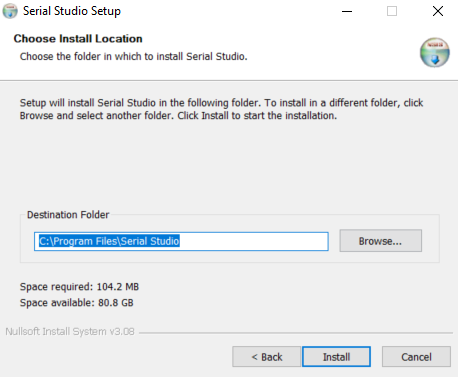 Serial Studio Setup
Choose Install Location
Choose the folder in which to install Serial Studio.
Setup will install Serial Studio in the following folder. To install in a different folder, click
Browse and select another folder. Click Install to start the installation.
Destination Folder
C:\Program Files\Serial Studio
Browse...
Space required: 104.2 MB
Space available: 80.8 GB
Nullsoft Install System v3.08
< Back
Install
Cancel